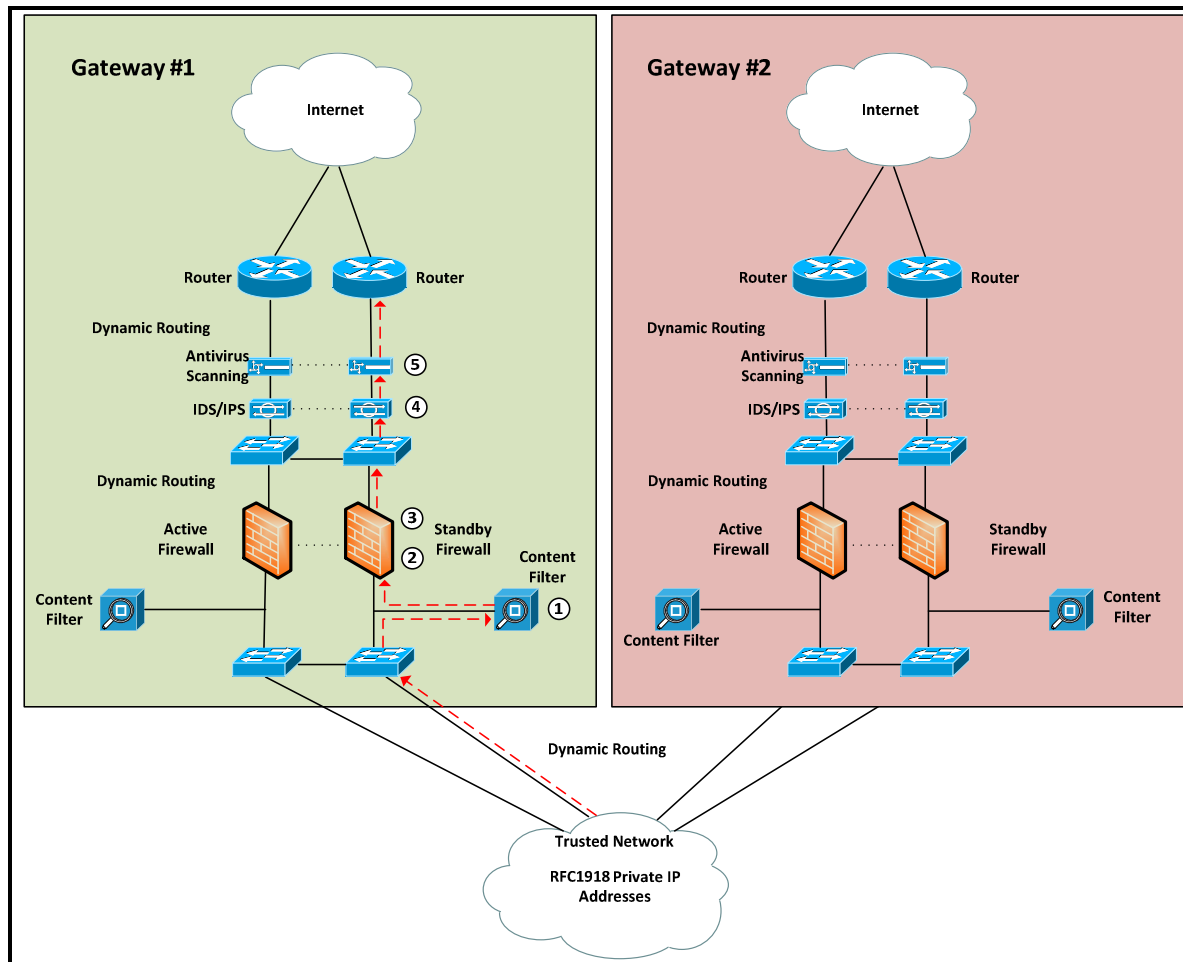 Gateway #1
Internet
Router
Router
Dynamic Routing
Antivirus
Scanning
5
IDS/IPS
4
Dynamic Routing
Active
Firewall
3
2
Standby
Firewall
Content
Filter
Content
Filter
1
Gateway #2
Internet
Router
Router
Dynamic Routing
Antivirus
Scanning
IDS/IPS
Dynamic Routing
Active
Firewall
Standby
Firewall
Content Filter
Content
Filter
Dynamic Routing
Trusted Network
RFC1918 Private IP
Addresses